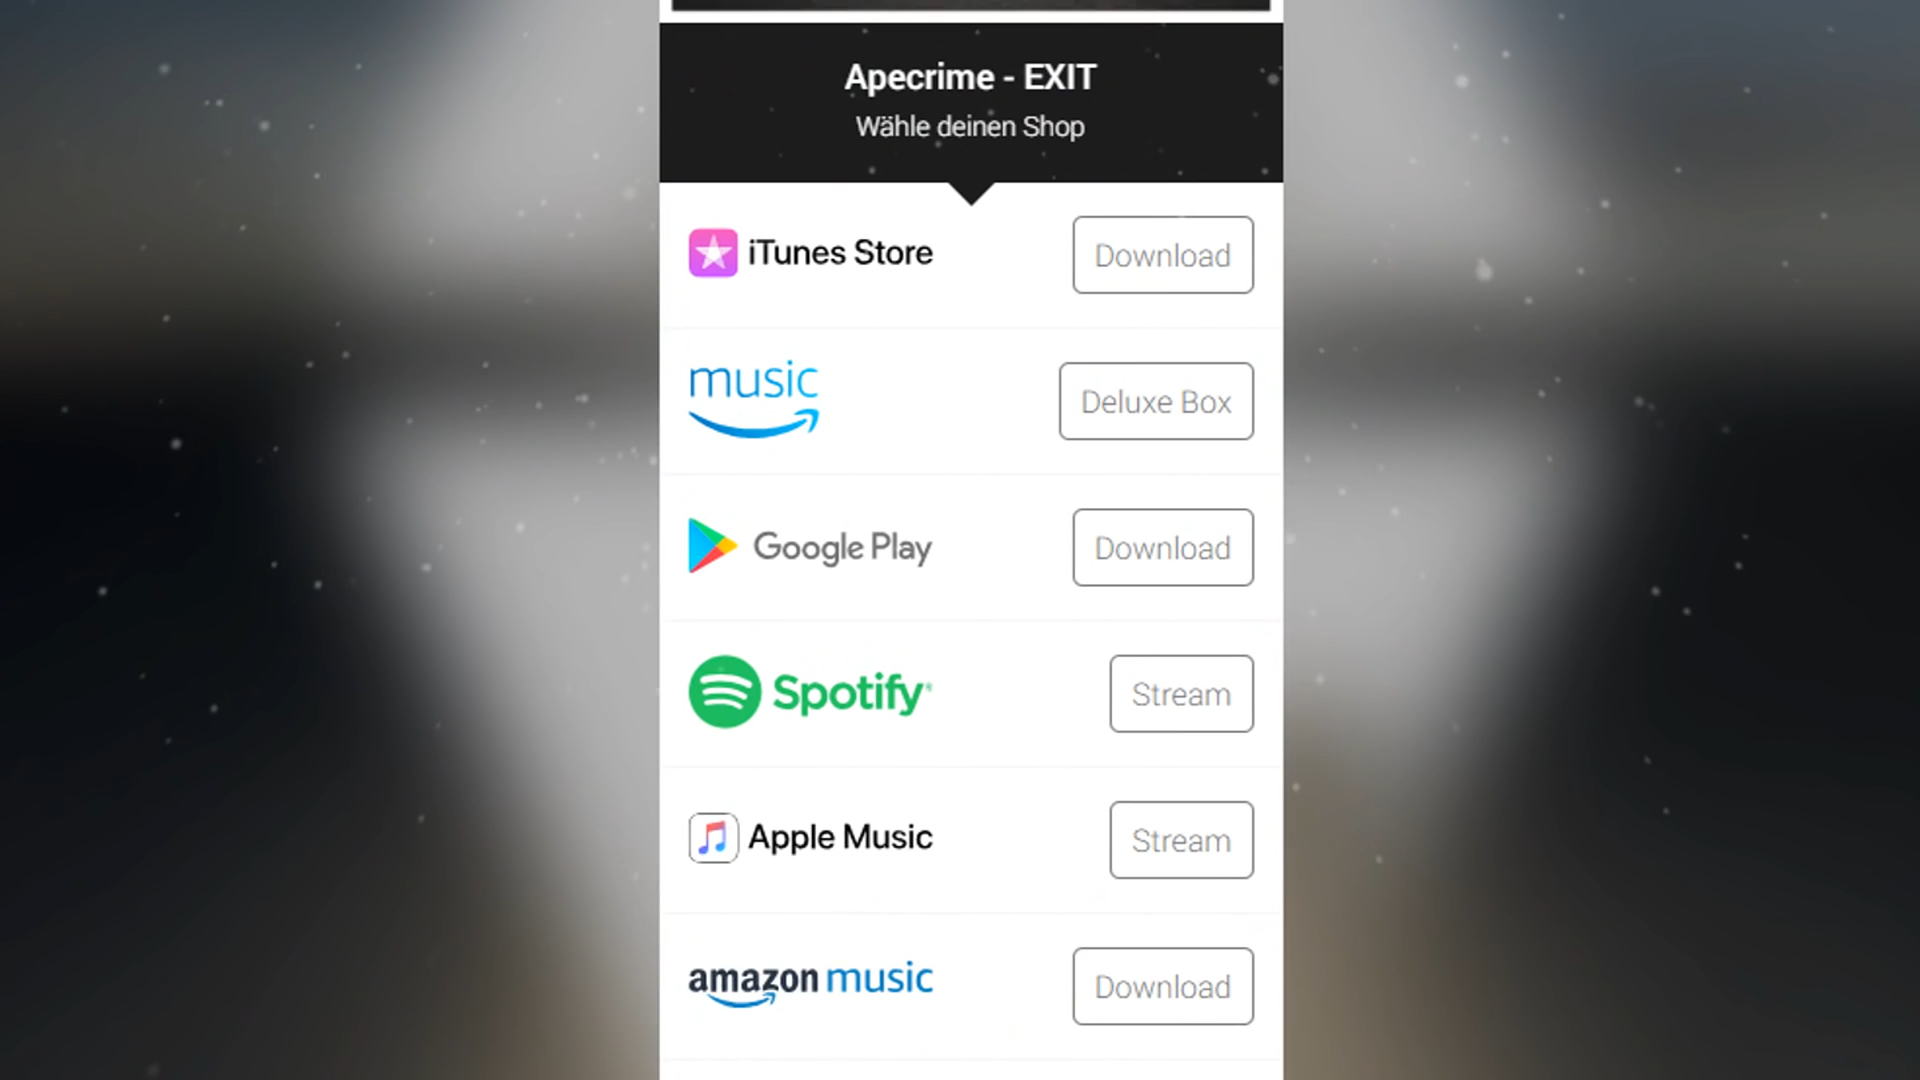 Apecrime - EXIT
Wähle deinen Shop
iTunes Store
Download
music
Deluxe Box
Google Play
Download
Spotify
Stream
Apple Music
Stream
amazon music
Download